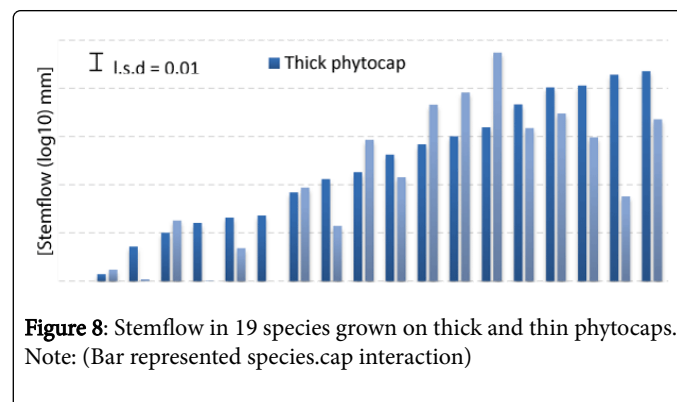 l.s.d = 0.01
Thick phytocap
[Stemflow (log10) mm]
Figure 8: Stemflow in 19 species grown on thick and thin phytocaps.
Note: (Bar represented species.cap interaction)